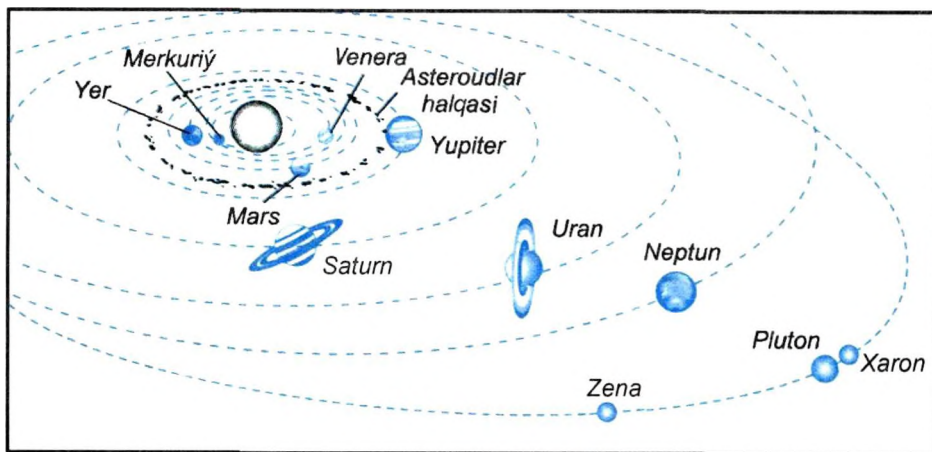 Merkuriý
Venera
Yer
Asteroudlar
halqasi
Yupiter
Mars
Saturn
Uran
Neptun
Pluton
Xaron
Zena